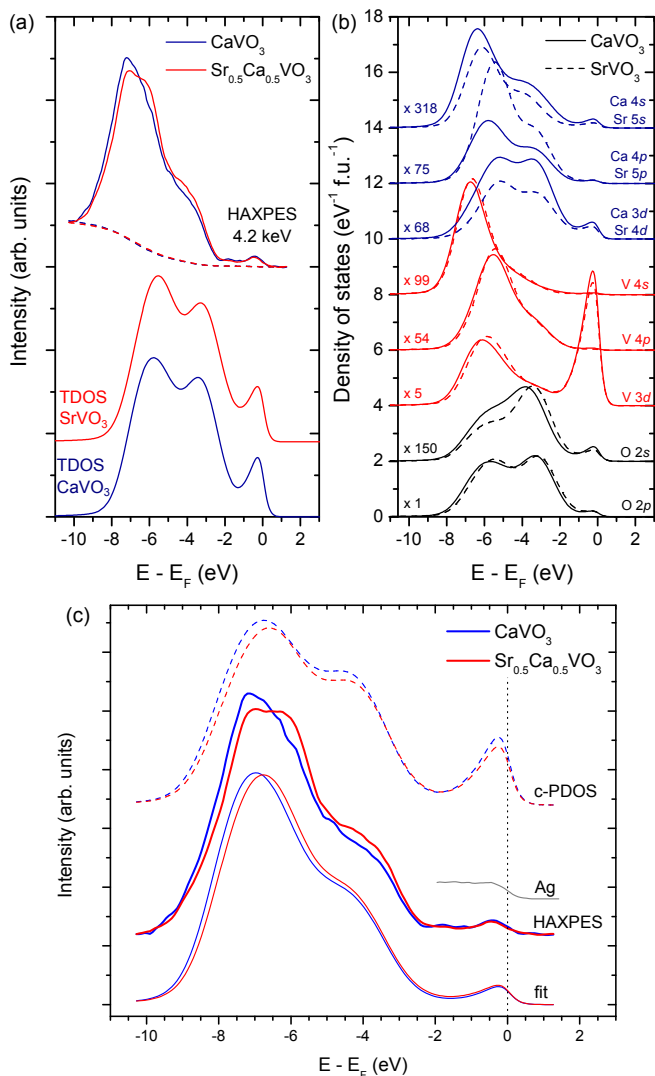 (a)
CaVO3
Sr0.5Ca0.5VO3
HAXPES
4.2 keV
TDOS
SrVO3
TDOS
CaVO3
Intensity (arb. units)
-10 -8 -6 -4 -2 0 2
E - EF (eV)
(b)
CaVO3
SrVO3
Ca 4s
Sr 5s
x 318
Ca 4p
Sr 5p
x 75
Ca 3d
Sr 4d
x 68
V 4s
x 99
V 4p
x 54
V 3d
x 5
O 2s
x 150
O 2p
x 1
Density of states (eV-1 f.u.-1)
18
16
14
12
10
8
6
4
2
0
-10 -8 -6 -4 -2 0 2
E - EF (eV)
(c)
CaVO3
Sr0.5Ca0.5VO3
c-PDOS
Ag
HAXPES
fit
Intensity (arb. units)
-10 -8 -6 -4 -2 0 2
E - EF (eV)